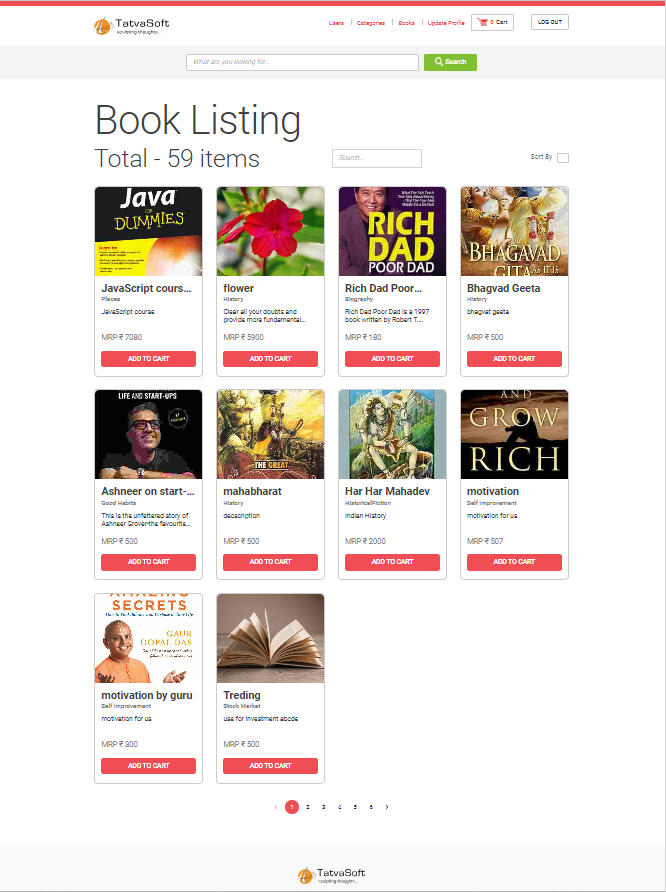 TatvaSoft
sculpting thoughts...
Users | Categories | Books | Update Profile
0 Cart
LOG OUT
What are you looking for..
Search
Book Listing
Total - 59 items
Search...
Sort By
Java
FOR
DUMMIES
JavaScript cours...
Places
JavaScript course
MRP ₹ 7080
ADD TO CART
flower
History
Clear all your doubts and
provide more fundamental...
MRP ₹ 5900
ADD TO CART
RICH
DAD
POOR DAD
Rich Dad Poor...
Biography
Rich Dad Poor Dad is a 1997
book written by Robert T....
MRP ₹ 180
ADD TO CART
BHAGAVAD
GITA AS IT IS
Bhagvad Geeta
History
bhagvat geeta
MRP ₹ 500
ADD TO CART
LIFE AND START-UPS
Ashneer on start-...
Good Habits
This is the unfettered story of
Ashneer Grover-the favourite...
MRP ₹ 500
ADD TO CART
THE GREAT
mahabharat
History
decscription
MRP ₹ 500
ADD TO CART
Har Har Mahadev
HistoricalFiction
Indian History
MRP ₹ 2000
ADD TO CART
AND
GROW
RICH
motivation
Self Improvement
motivation for us
MRP ₹ 507
ADD TO CART
AMAZING
SECRETS
GAUR
GOPAL DAS
motivation by guru
Self Improvement
motivation for us
MRP ₹ 300
ADD TO CART
Treding
Stock Market
use for investment abcde
MRP ₹ 500
ADD TO CART
‹ 1 2 3 4 5 6 ›
TatvaSoft
sculpting thoughts...